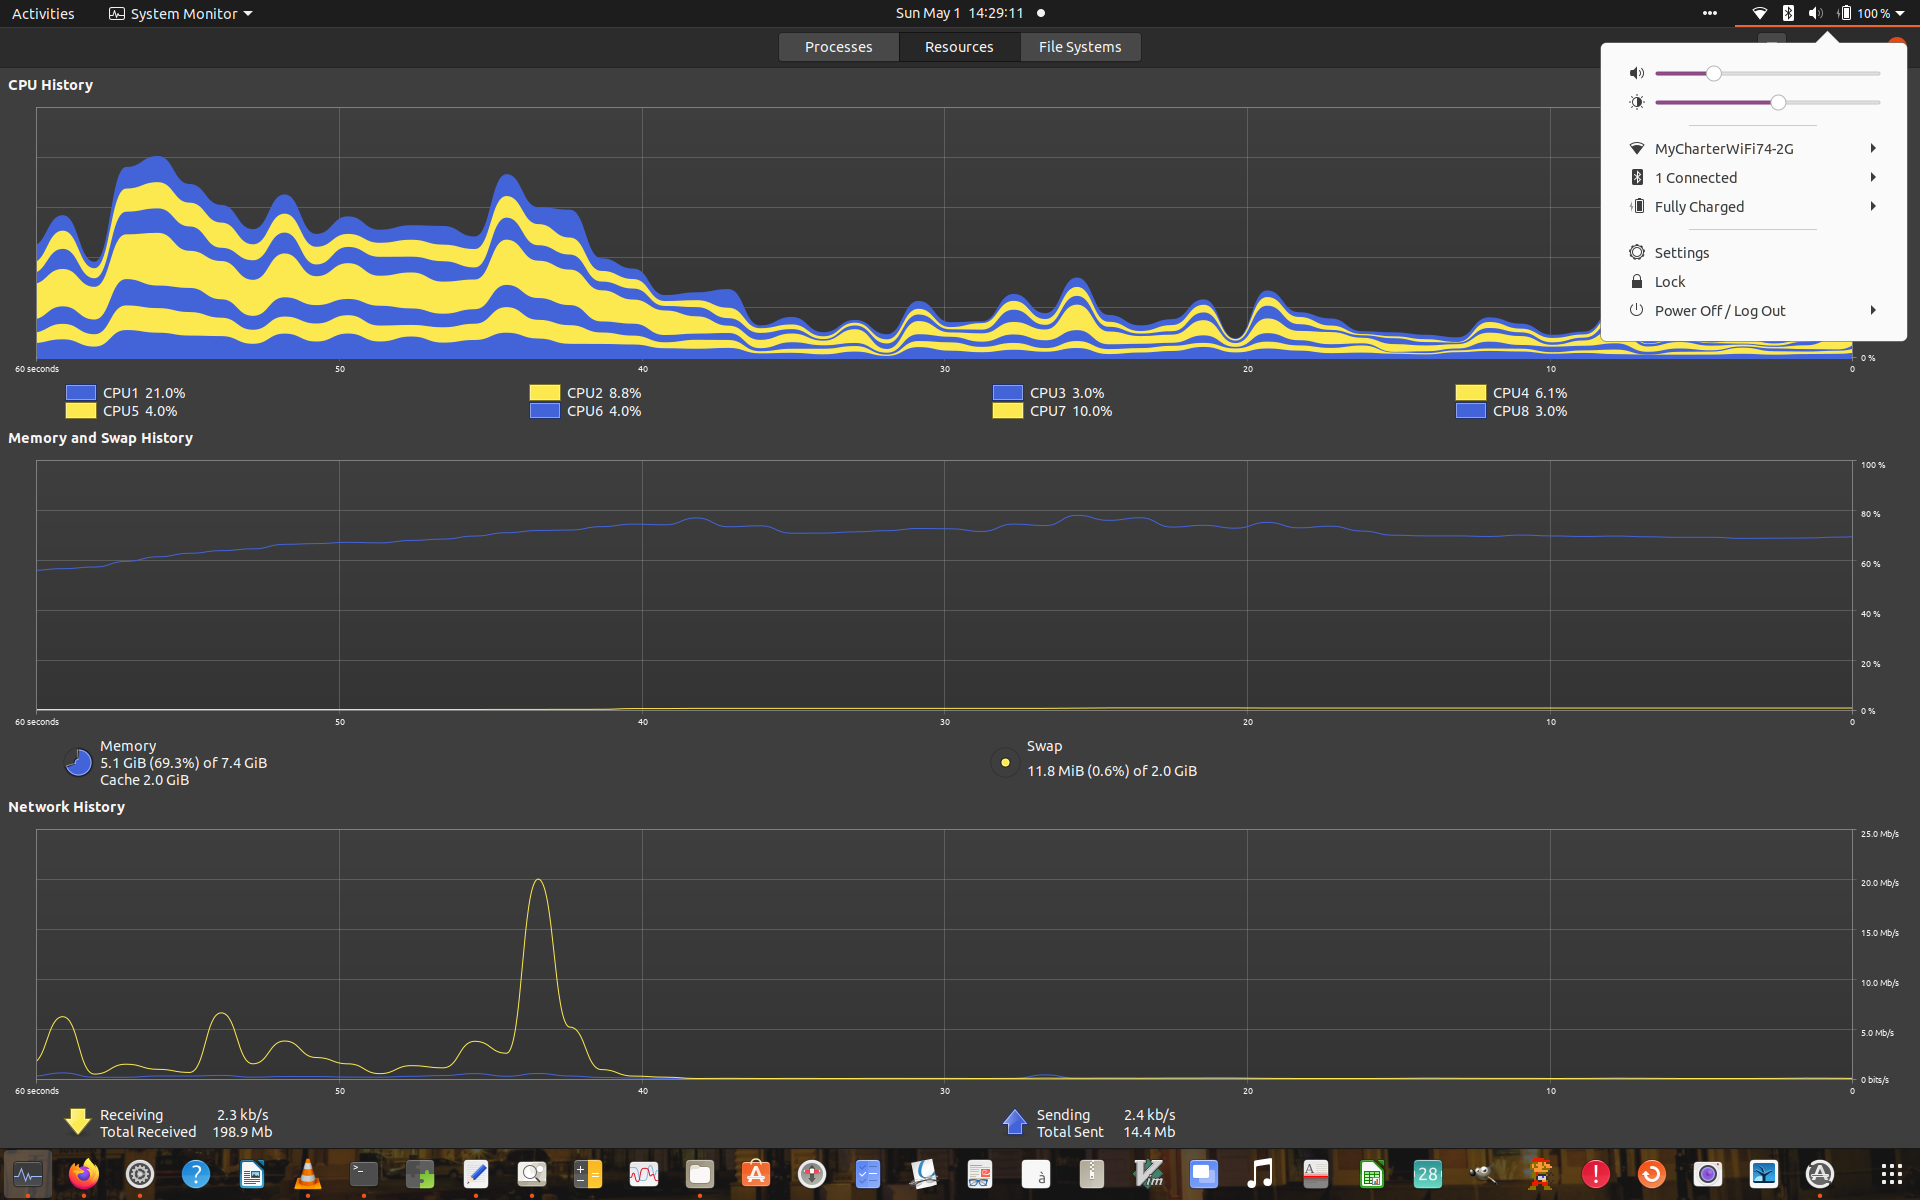 Activities System Monitor Sun May 1 14:29:11 100 %
Processes Resources File Systems
CPU History
MyCharterWiFi74-2G
1 Connected
Fully Charged
Settings
Lock
Power Off / Log Out
0 %
60 seconds 50 40 30 20 10 0
CPU1 21.0% CPU2 8.8% CPU3 3.0% CPU4 6.1%
CPU5 4.0% CPU6 4.0% CPU7 10.0% CPU8 3.0%
Memory and Swap History
100 %
80 %
60 %
40 %
20 %
0 %
60 seconds 50 40 30 20 10 0
Memory
5.1 GiB (69.3%) of 7.4 GiB
Cache 2.0 GiB
Swap
11.8 MiB (0.6%) of 2.0 GiB
Network History
25.0 Mb/s
20.0 Mb/s
15.0 Mb/s
10.0 Mb/s
5.0 Mb/s
0 bits/s
60 seconds 50 40 30 20 10 0
Receiving 2.3 kb/s
Total Received 198.9 Mb
Sending 2.4 kb/s
Total Sent 14.4 Mb
? >_ A à Vim A 28 !